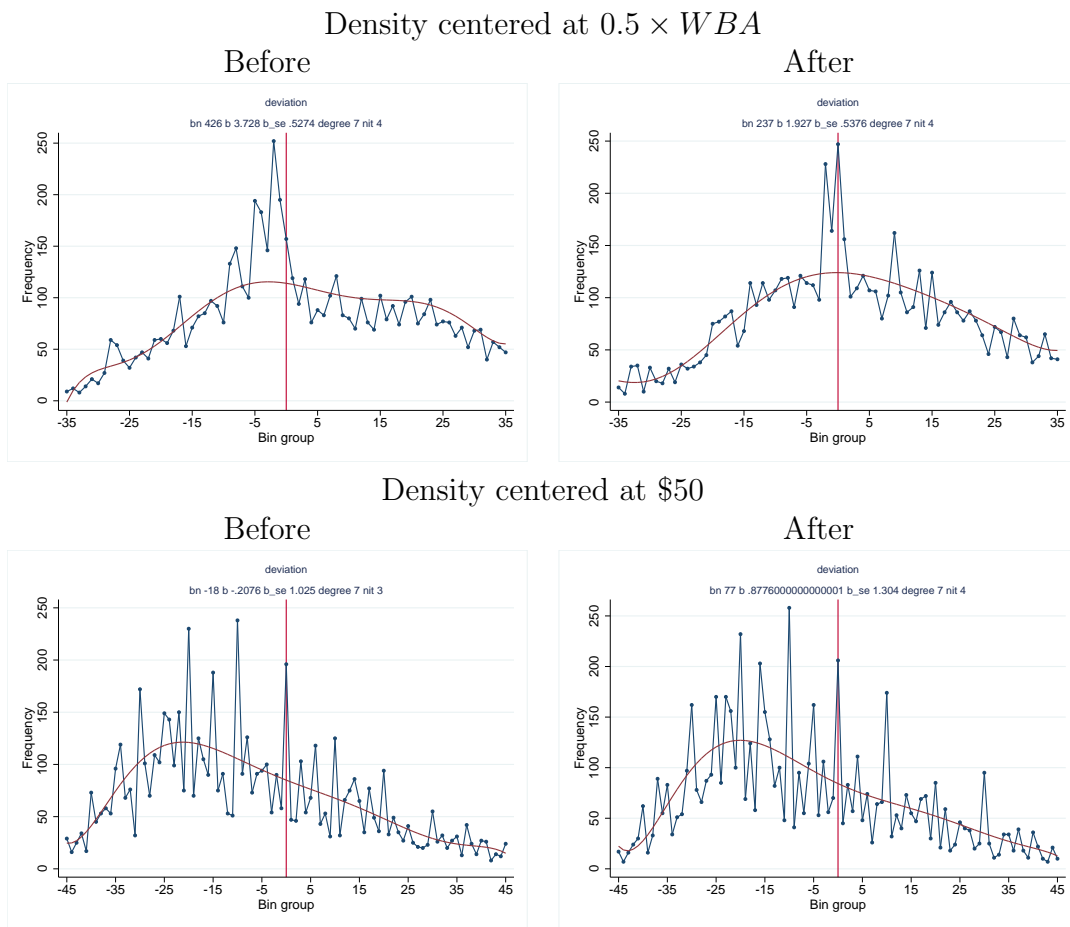 Density centered at 0.5 × WBA
Before
After
deviation
bn 426 b 3.728 b_se .5274 degree 7 nit 4
Frequency
250
200
150
100
50
0
-35 -25 -15 -5 5 15 25 35
Bin group
deviation
bn 237 b 1.927 b_se .5376 degree 7 nit 4
Frequency
250
200
150
100
50
0
-35 -25 -15 -5 5 15 25 35
Bin group
Density centered at $50
Before
After
deviation
bn -18 b -.2076 b_se 1.025 degree 7 nit 3
Frequency
250
200
150
100
50
0
-45 -35 -25 -15 -5 5 15 25 35 45
Bin group
deviation
bn 77 b .8776000000000001 b_se 1.304 degree 7 nit 4
Frequency
250
200
150
100
50
0
-45 -35 -25 -15 -5 5 15 25 35 45
Bin group